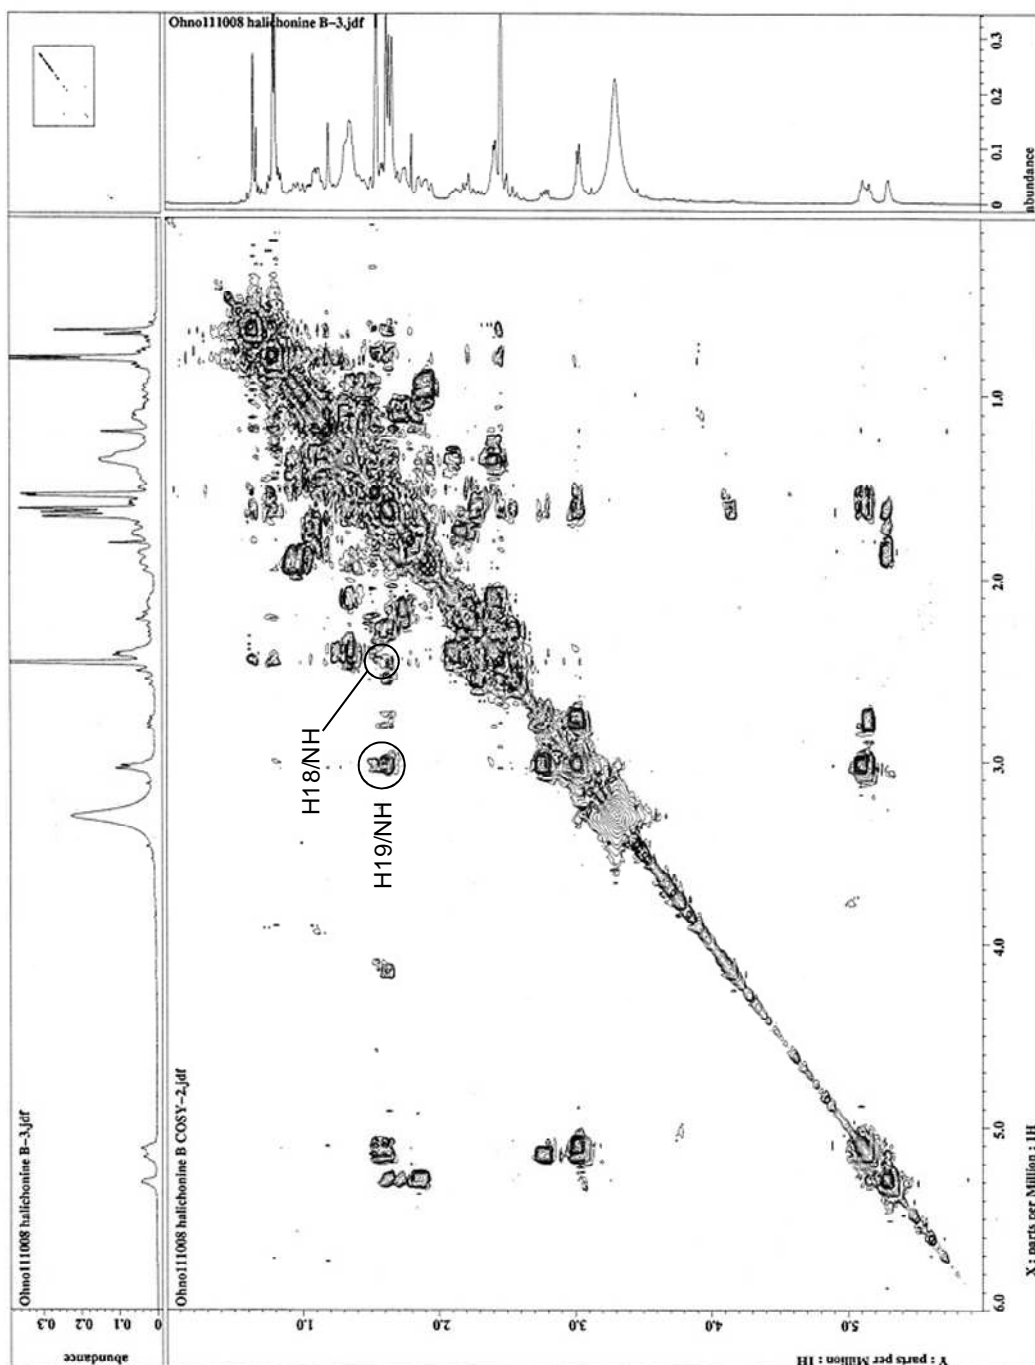 Ohno111008 halichonine B-3.jdf
0.3
0.2
0.1
0
abundance
Ohno111008 halichonine B-3.jdf
Ohno111008 halichonine B COSY-2.jdf
H18/NH
H19/NH
1.0
2.0
3.0
4.0
5.0
6.0
X : parts per Million : 1H
0.3
0.2
0.1
0
abundance
1.0
2.0
3.0
4.0
5.0
Y : parts per Million : 1H